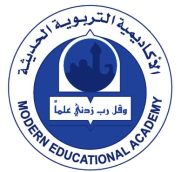 الأكاديمية التربوية الحديثة
وقل رب زدني علماً
MODERN EDUCATIONAL ACADEMY